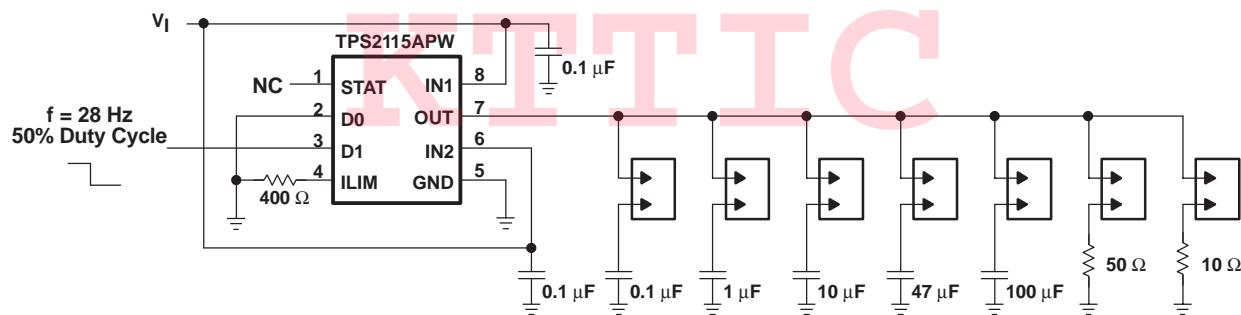 VI
KTTIC
TPS2115APW
0.1 μF
NC
1 STAT IN1 8
2 D0 OUT 7
3 D1 IN2 6
4 ILIM GND 5
f = 28 Hz
50% Duty Cycle
400 Ω
0.1 μF
0.1 μF
1 μF
10 μF
47 μF
100 μF
50 Ω
10 Ω